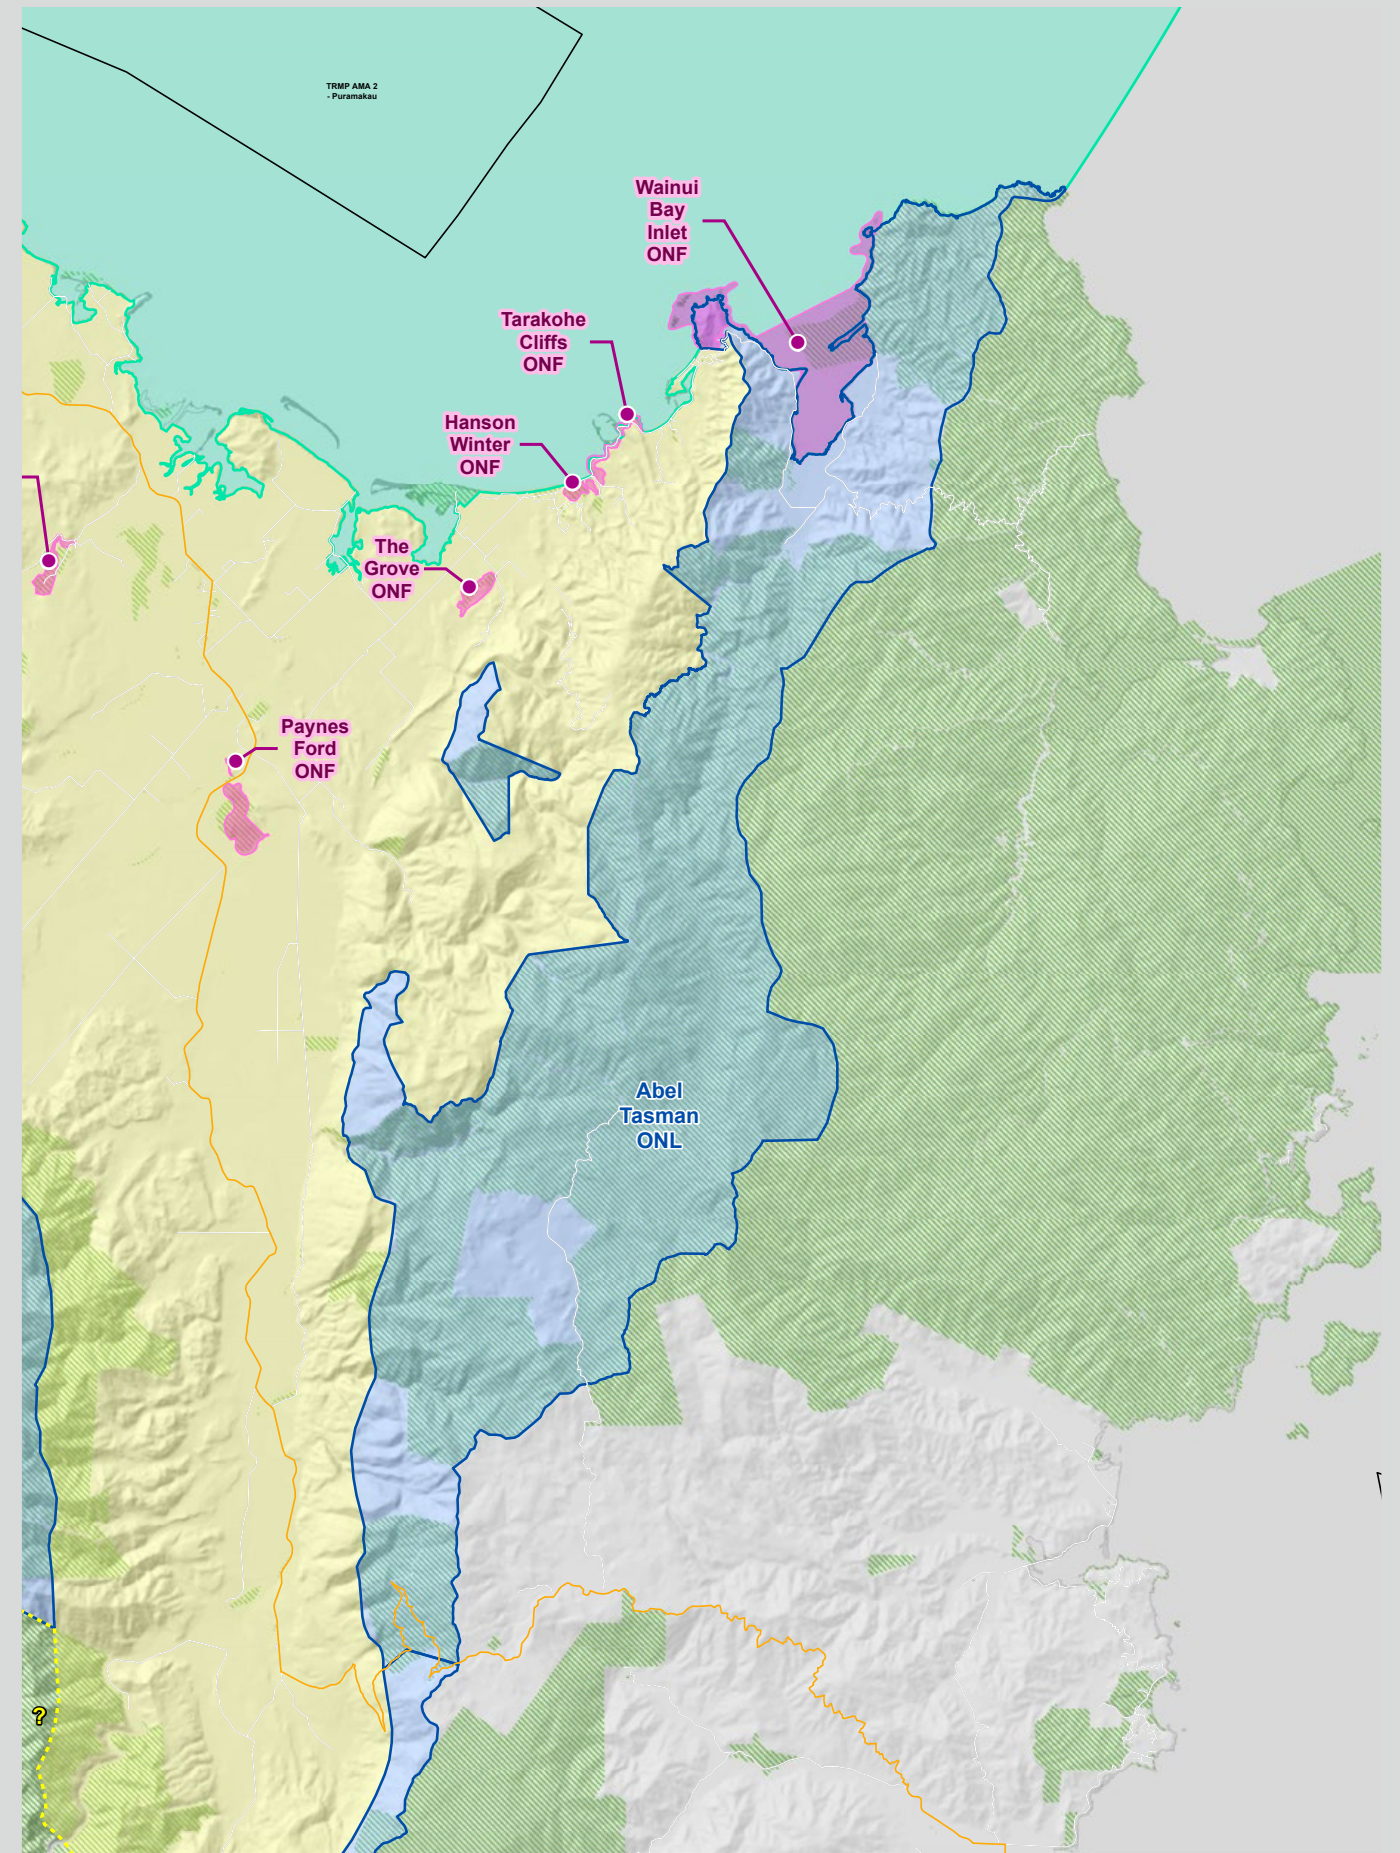 TRMP AMA 2
- Puramakau
Wainui
Bay
Inlet
ONF
Tarakohe
Cliffs
ONF
Hanson
Winter
ONF
The
Grove
ONF
Paynes
Ford
ONF
Abel
Tasman
ONL
?